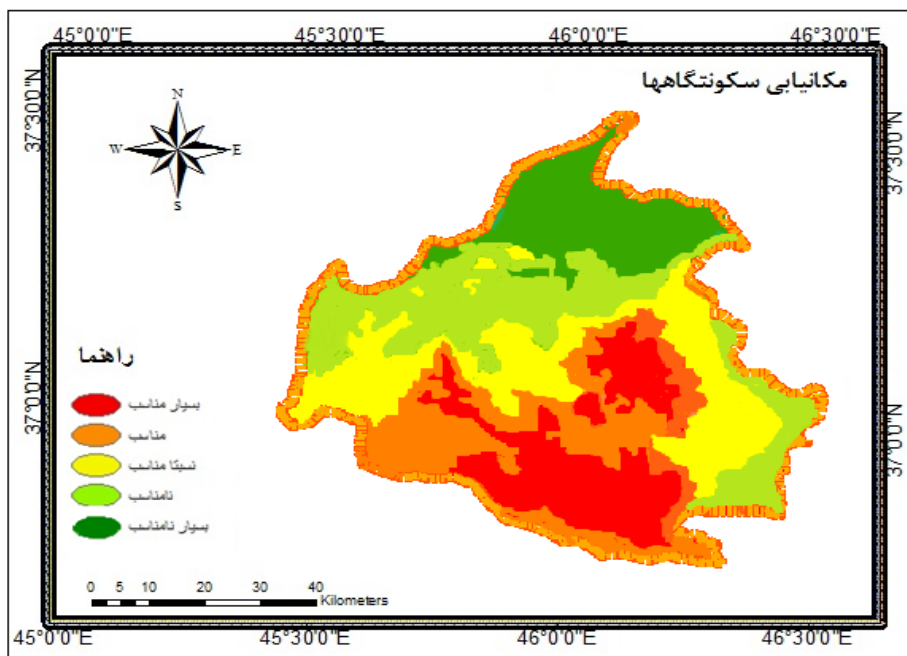 45°0'0"E 45°30'0"E 46°0'0"E 46°30'0"E
مکانیابی سکونتگاهها
37°30'0"N
37°30'0"N
N
W E
S
راهنما
37°0'0"N
37°0'0"N
بسیار مناسب
مناسب
نسبتا مناسب
نامناسب
بسیار نامناسب
0 5 10 20 30 40
Kilometers
45°0'0"E 45°30'0"E 46°0'0"E 46°30'0"E